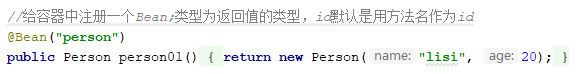 //给容器中注册一个Bean;类型为返回值的类型，id默认是用方法名作为id
@Bean("person")
public Person person01() { return new Person( name: "lisi", age: 20); }